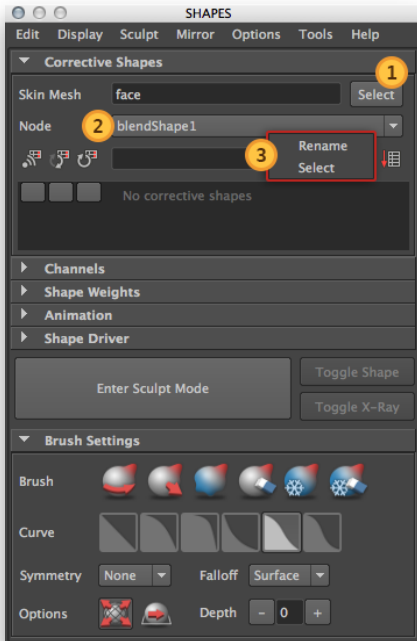 SHAPES
Edit Display Sculpt Mirror Options Tools Help
Corrective Shapes
1
Skin Mesh face Select
Node 2 blendShape1
3 Rename
Select
No corrective shapes
Channels
Shape Weights
Animation
Shape Driver
Enter Sculpt Mode
Toggle Shape
Toggle X-Ray
Brush Settings
Brush
Curve
Symmetry None Falloff Surface
Options Depth - 0 +